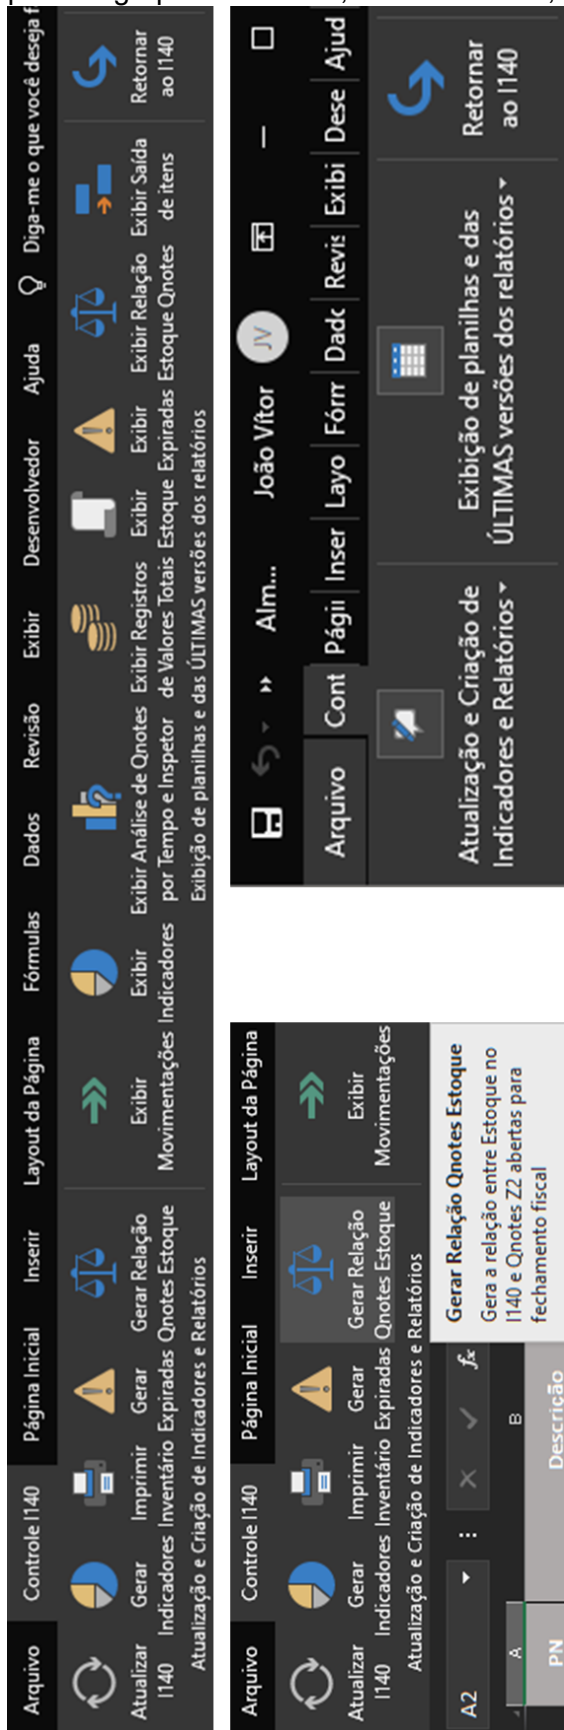 Arquivo Controle I140 Página Inicial Inserir Layout da Página Fórmulas Dados Revisão Exibir Desenvolvedor Ajuda Diga-me o que você deseja f
Atualizar Gerar Imprimir Gerar Gerar Relação Exibir Exibir Exibir Análise de Qnotes Exibir Registros Exibir Exibir Exibir Relação Exibir Saída Retornar
I140 Indicadores Inventário Expiradas Qnotes Estoque Movimentações Indicadores por Tempo e Inspetor de Valores Totais Estoque Expiradas Estoque Qnotes de itens ao I140
Atualização e Criação de Indicadores e Relatórios Exibição de planilhas e das ÚLTIMAS versões dos relatórios
Arquivo Controle I140 Página Inicial Inserir Layout da Página
Atualizar Gerar Imprimir Gerar Gerar Relação Exibir
I140 Indicadores Inventário Expiradas Qnotes Estoque Movimentações
Atualização e Criação de Indicadores e Relatórios
A2 fx
Gerar Relação Qnotes Estoque
Gera a relação entre Estoque no
I140 e Qnotes Z2 abertas para
fechamento fiscal
A B
PN Descrição
Alm... João Vítor JV
Arquivo Cont Págii Inser Layo Fórm Dadc Revis Exibi Dese Ajud
Atualização e Criação de Exibição de planilhas e das Retornar
Indicadores e Relatórios ÚLTIMAS versões dos relatórios ao I140